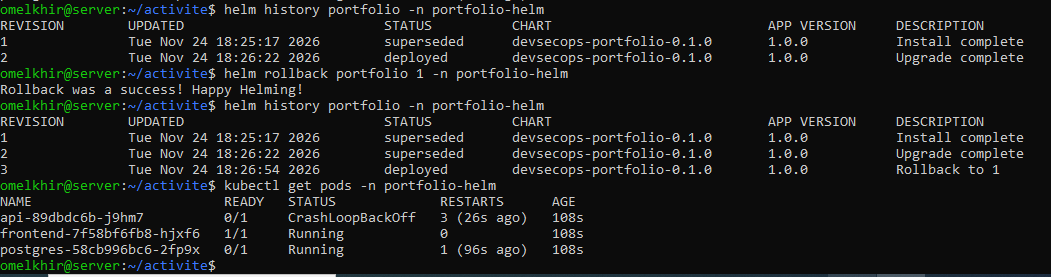 omelkhir@server:~/activite$ helm history portfolio -n portfolio-helm
REVISION UPDATED STATUS CHART APP VERSION DESCRIPTION
1 Tue Nov 24 18:25:17 2026 superseded devsecops-portfolio-0.1.0 1.0.0 Install complete
2 Tue Nov 24 18:26:22 2026 deployed devsecops-portfolio-0.1.0 1.0.0 Upgrade complete
omelkhir@server:~/activite$ helm rollback portfolio 1 -n portfolio-helm
Rollback was a success! Happy Helming!
omelkhir@server:~/activite$ helm history portfolio -n portfolio-helm
REVISION UPDATED STATUS CHART APP VERSION DESCRIPTION
1 Tue Nov 24 18:25:17 2026 superseded devsecops-portfolio-0.1.0 1.0.0 Install complete
2 Tue Nov 24 18:26:22 2026 superseded devsecops-portfolio-0.1.0 1.0.0 Upgrade complete
3 Tue Nov 24 18:26:54 2026 deployed devsecops-portfolio-0.1.0 1.0.0 Rollback to 1
omelkhir@server:~/activite$ kubectl get pods -n portfolio-helm
NAME READY STATUS RESTARTS AGE
api-89dbdc6b-j9hm7 0/1 CrashLoopBackOff 3 (26s ago) 108s
frontend-7f58bf6fb8-hjxf6 1/1 Running 0 108s
postgres-58cb996bc6-2fp9x 0/1 Running 1 (96s ago) 108s
omelkhir@server:~/activite$